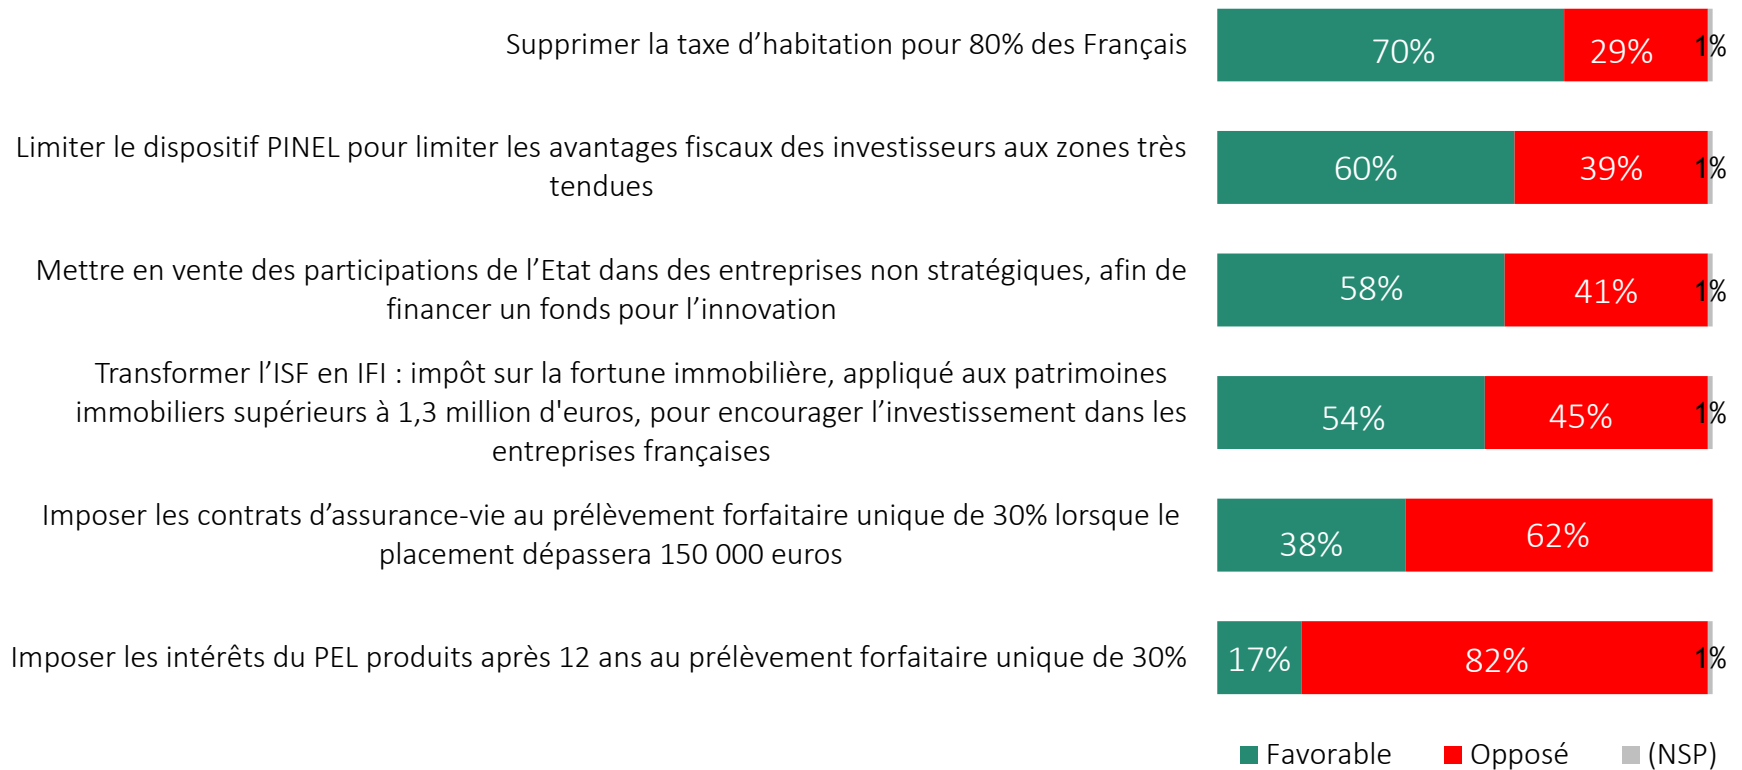 Supprimer la taxe d’habitation pour 80% des Français
70% 29% 1%
Limiter le dispositif PINEL pour limiter les avantages fiscaux des investisseurs aux zones très
tendues
60% 39% 1%
Mettre en vente des participations de l’Etat dans des entreprises non stratégiques, afin de
financer un fonds pour l’innovation
58% 41% 1%
Transformer l’ISF en IFI : impôt sur la fortune immobilière, appliqué aux patrimoines
immobiliers supérieurs à 1,3 million d'euros, pour encourager l’investissement dans les
entreprises françaises
54% 45% 1%
Imposer les contrats d’assurance-vie au prélèvement forfaitaire unique de 30% lorsque le
placement dépassera 150 000 euros
38% 62%
Imposer les intérêts du PEL produits après 12 ans au prélèvement forfaitaire unique de 30%
17% 82% 1%
Favorable Opposé (NSP)